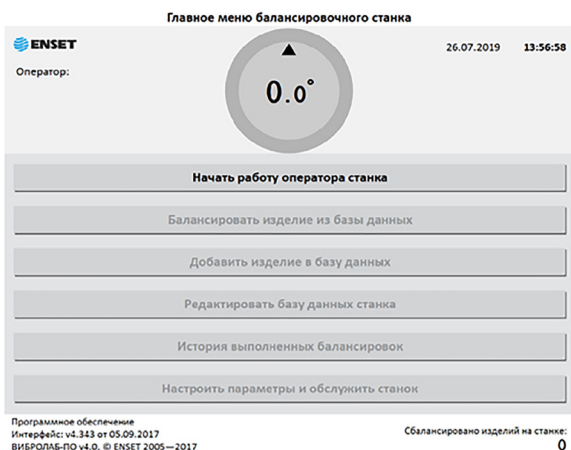 Главное меню балансировочного станка
ENSET
26.07.2019 13:56:58
Оператор:
0.0°
Начать работу оператора станка
Балансировать изделие из базы данных
Добавить изделие в базу данных
Редактировать базу данных станка
История выполненных балансировок
Настроить параметры и обслужить станок
Программное обеспечение
Интерфейс: v4.343 от 05.09.2017
ВИБРОЛАБ-ПО v4.0. © ENSET 2005—2017
Сбалансировано изделий на станке:
0